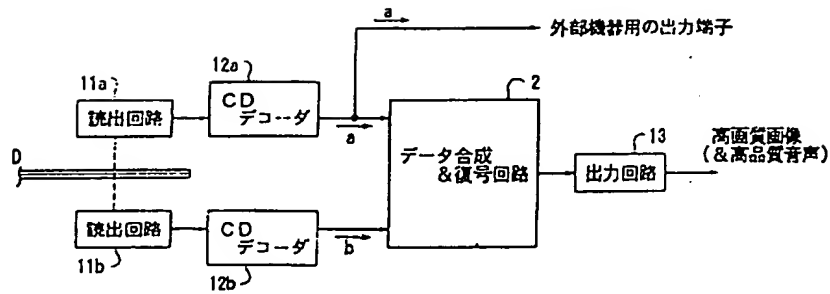 a
外部機器用の出力端子
11a
12a
2
読出回路
CD
デコーダ
a
D
データ合成
&復号回路
13
出力回路
高画質画像
(&高品質音声)
読出回路
CD
デコーダ
b
11b
12b